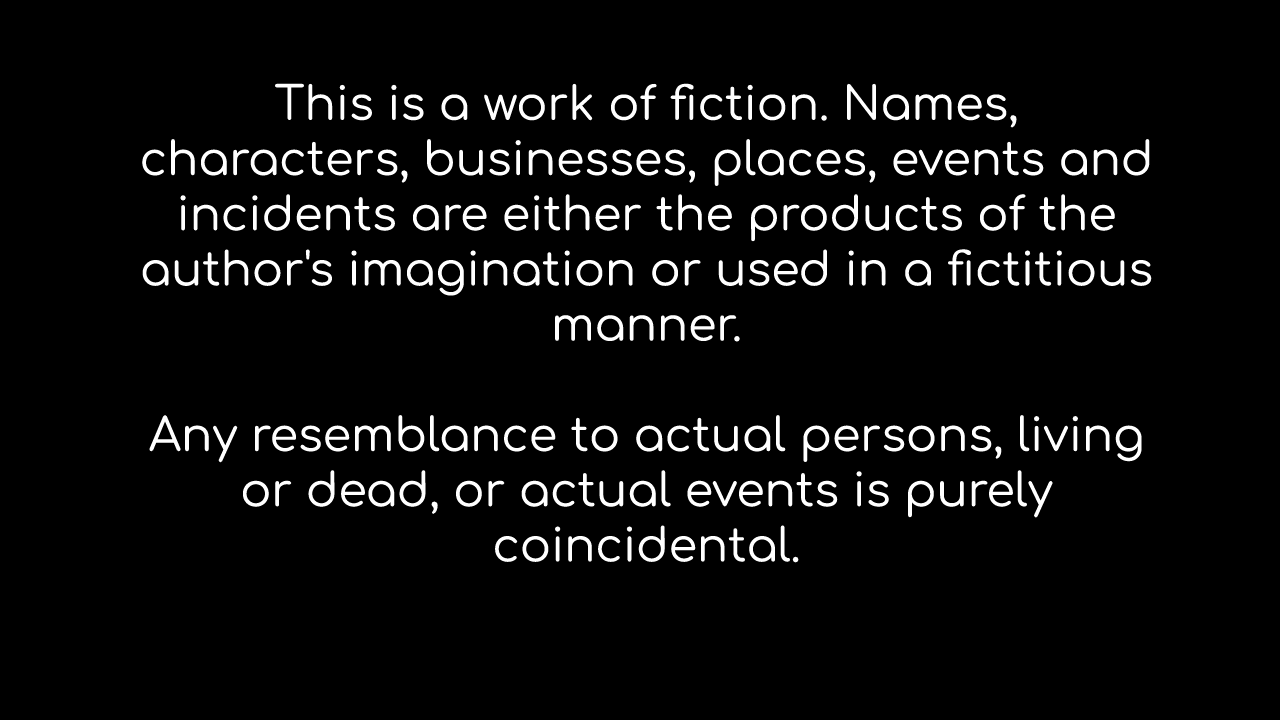 This is a work of fiction. Names,
characters, businesses, places, events and
incidents are either the products of the
author's imagination or used in a fictitious
manner.
Any resemblance to actual persons, living
or dead, or actual events is purely
coincidental.